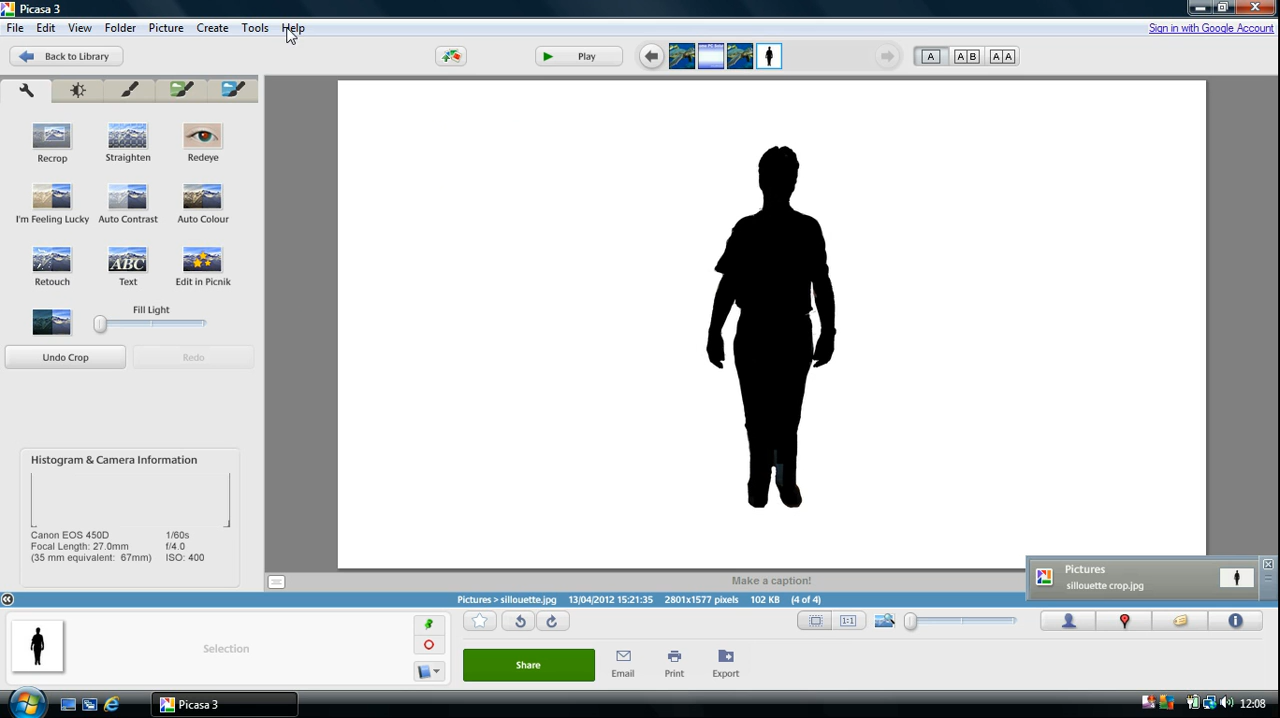 Picasa 3
File Edit View Folder Picture Create Tools Help
Sign in with Google Account
Back to Library
Play
A
A B
A A
Recrop Straighten Redeye
I'm Feeling Lucky Auto Contrast Auto Colour
ABC
Retouch Text Edit in Picnik
Fill Light
Undo Crop Redo
Histogram & Camera Information
Canon EOS 450D 1/60s
Focal Length: 27.0mm f/4.0
(35 mm equivalent: 67mm) ISO: 400
Make a caption!
Pictures
sillouette crop.jpg
Pictures > sillouette.jpg 13/04/2012 15:21:35 2801x1577 pixels 102 KB (4 of 4)
1:1
Selection
Share
Email Print Export
Picasa 3
12:08